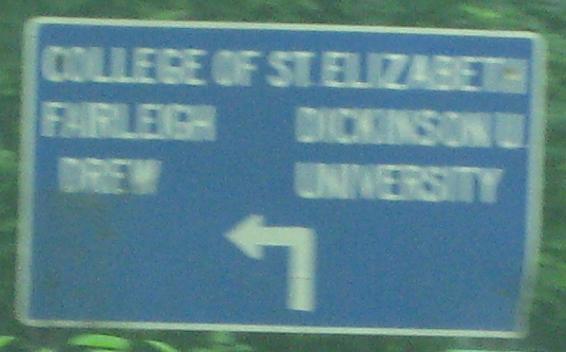 COLLEGE OF ST. ELIZABETH
FAIRLEIGH DICKINSON U
DREW UNIVERSITY